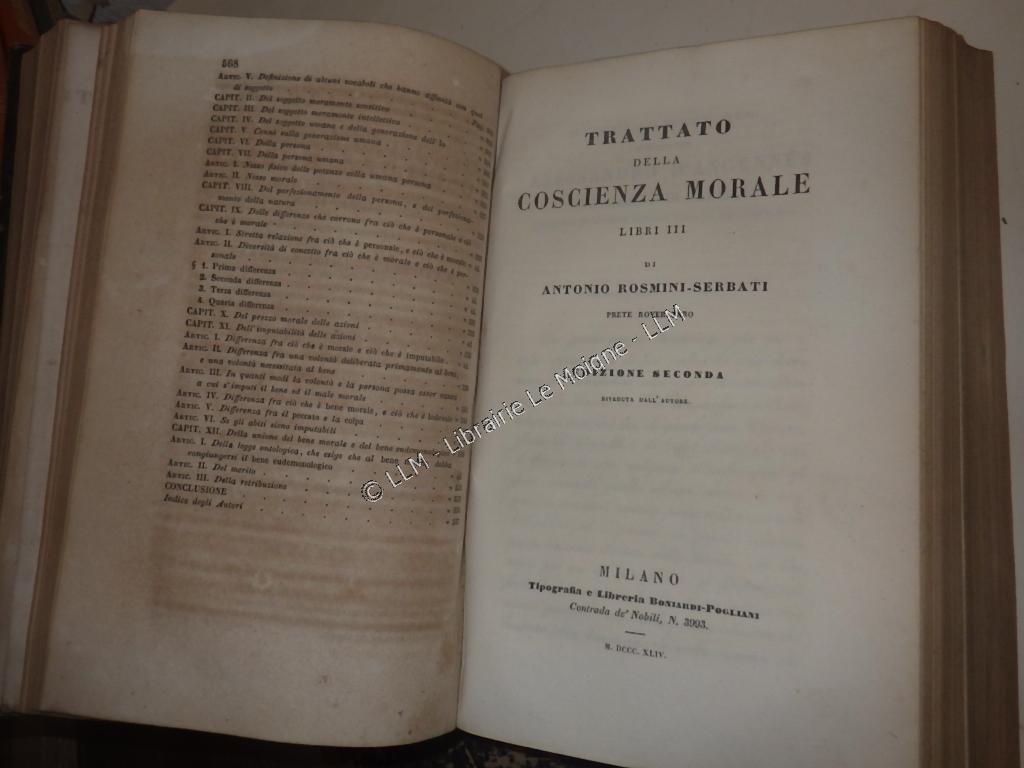 568
ARTIC. V. Definizione di alcuni vocaboli che hanno affinità con quel
di soggetto
CAPIT. II. Del soggetto meramente sensitivo
CAPIT. III. Del soggetto meramente intellettivo
CAPIT. IV. Del soggetto umano e della generazione dell'Io
CAPIT. V. Cenni sulla generazione umana
CAPIT. VI. Della persona
CAPIT. VII. Della persona umana
ARTIC. I. Nesso fisico delle potenze colla umana persona
ARTIC. II. Nesso morale
CAPIT. VIII. Del perfezionamento della persona, e del perfeziona-
mento della natura
CAPIT. IX. Delle differenze che corrono fra ciò che è personale e ciò
che è morale
ARTIC. I. Stretta relazione fra ciò che è personale, e ciò che è morale
ARTIC. II. Diversità di concetto fra ciò che è morale e ciò che è per-
sonale
§ 1. Prima differenza
2. Seconda differenza
3. Terza differenza
4. Quarta differenza
CAPIT. X. Del prezzo morale delle azioni
CAPIT. XI. Dell'imputabilità delle azioni
ARTIC. I. Differenza fra ciò che è morale e ciò che è imputabile
ARTIC. II. Differenza fra una volontà deliberata primamente al bene,
e una volontà necessitata al bene
ARTIC. III. In quanti modi la volontà e la persona possa esser causa
a cui s'imputi il bene ed il male morale
ARTIC. IV. Differenza fra ciò che è bene morale, e ciò che è
ARTIC. V. Differenza fra il peccato e la colpa
ARTIC. VI. Se gli abiti sieno imputabili
CAPIT. XII. Della unione del bene morale e del bene
ARTIC. I. Della legge ontologica, che esige che al bene debba
congiungersi il bene eudemonologico
ARTIC. II. Del merito
ARTIC. III. Della retribuzione
CONCLUSIONE
Indice degli Autori
TRATTATO
DELLA
COSCIENZA MORALE
LIBRI III
DI
ANTONIO ROSMINI-SERBATI
PRETE
SECONDA
RIVEDUTA DALL'AUTORE.
MILANO
Tipografia e Libreria BONIARDI-POGLIANI
Contrada de' Nobili, N. 3993.
M. DCCC. XLIV.
© LLM - Librairie Le Moigne - LLM